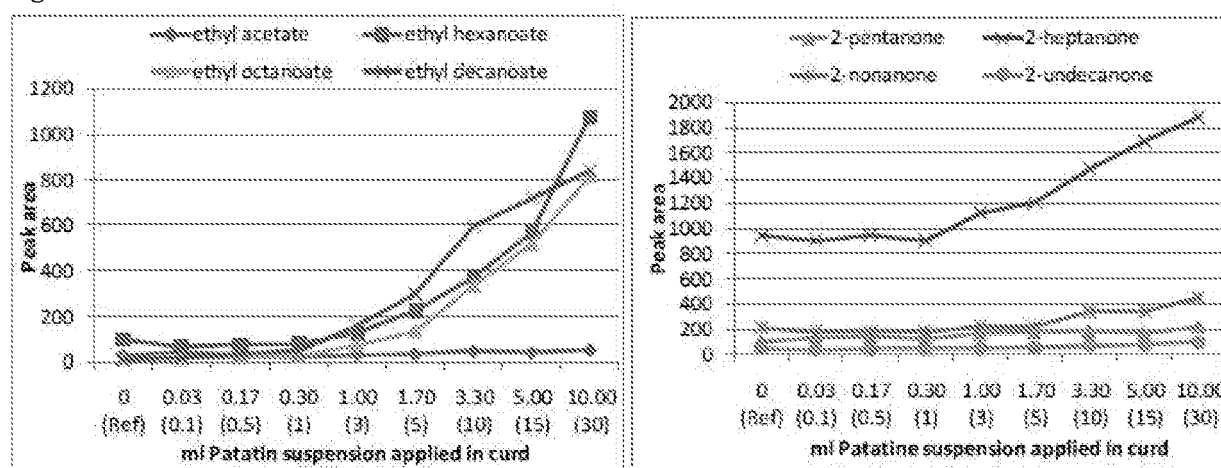 ethyl acetate ethyl hexanoate
ethyl octanoate ethyl decanoate
1200
1000
800
600
400
200
0
Peak area
0 0.03 0.17 0.30 1.00 1.70 3.30 5.00 10.00
(Ref) (0.1) (0.5) (1) (3) (5) (10) (15) (30)
ml Patatin suspension applied in curd
2-pentanone 2-heptanone
2-nonanone 2-undecanone
2000
1800
1600
1400
1200
1000
800
600
400
200
0
Peak area
0 0.03 0.17 0.30 1.00 1.70 3.30 5.00 10.00
(Ref) (0.1) (0.5) (1) (3) (5) (10) (15) (30)
ml Patatine suspension applied in curd